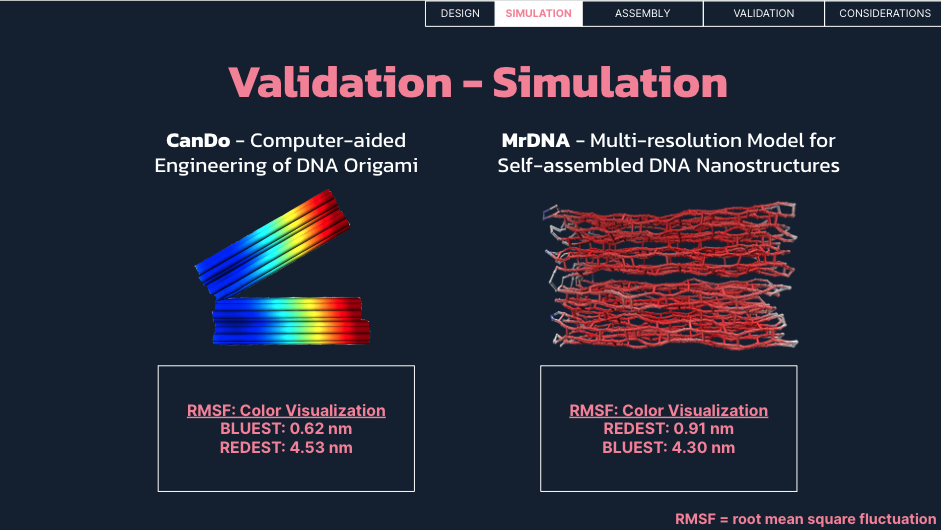 DESIGN
SIMULATION
ASSEMBLY
VALIDATION
CONSIDERATIONS
Validation - Simulation
CanDo - Computer-aided
Engineering of DNA Origami
MrDNA - Multi-resolution Model for
Self-assembled DNA Nanostructures
RMSF: Color Visualization
BLUEST: 0.62 nm
REDEST: 4.53 nm
RMSF: Color Visualization
REDEST: 0.91 nm
BLUEST: 4.30 nm
RMSF = root mean square fluctuation